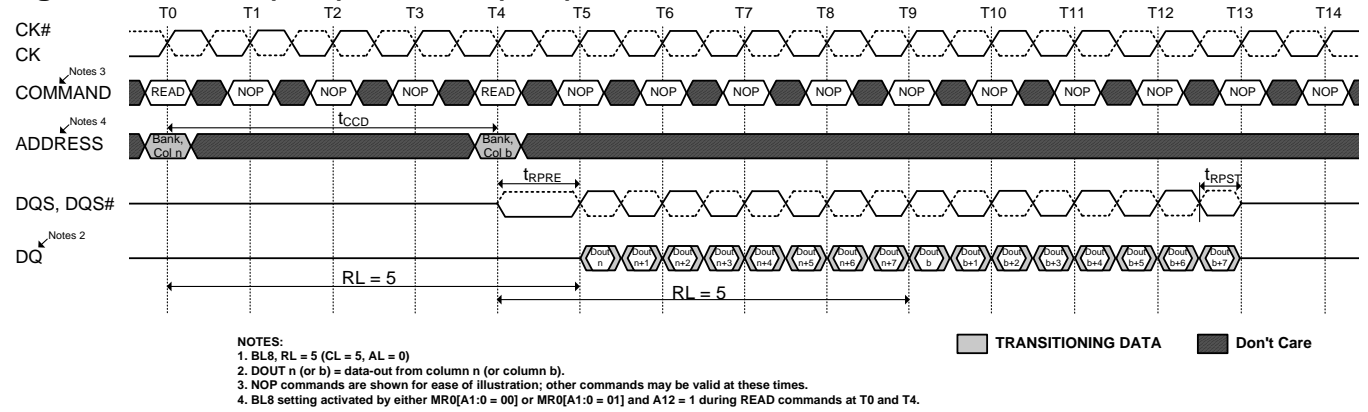 T0 T1 T2 T3 T4 T5 T6 T7 T8 T9 T10 T11 T12 T13 T14
CK#
CK
Notes 3
COMMAND READ NOP NOP NOP READ NOP NOP NOP NOP NOP NOP NOP NOP NOP NOP
Notes 4
tCCD
ADDRESS Bank, Col n Bank, Col b
tRPRE tRPST
DQS, DQS#
Notes 2
DQ Dout n Dout n+1 Dout n+2 Dout n+3 Dout n+4 Dout n+5 Dout n+6 Dout n+7 Dout b Dout b+1 Dout b+2 Dout b+3 Dout b+4 Dout b+5 Dout b+6 Dout b+7
RL = 5 RL = 5
NOTES:
1. BL8, RL = 5 (CL = 5, AL = 0)
2. DOUT n (or b) = data-out from column n (or column b).
3. NOP commands are shown for ease of illustration; other commands may be valid at these times.
4. BL8 setting activated by either MR0[A1:0 = 00] or MR0[A1:0 = 01] and A12 = 1 during READ commands at T0 and T4.
TRANSITIONING DATA Don't Care